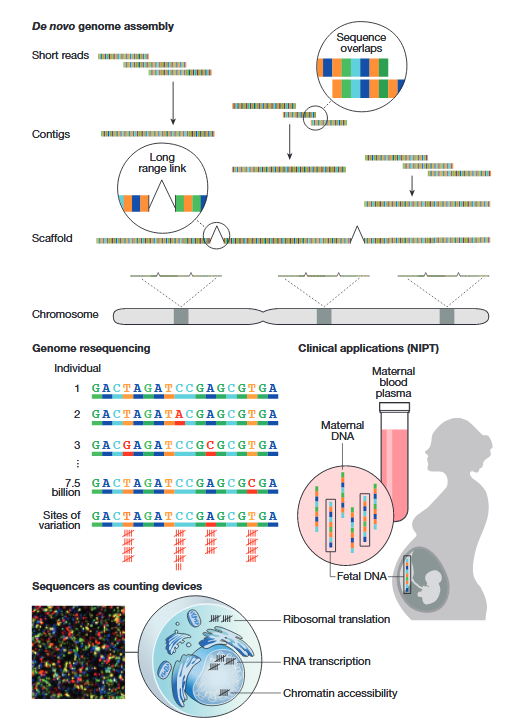 De novo genome assembly
Short reads
Sequence
overlaps
Contigs
Long
range link
Scaffold
Chromosome
Genome resequencing
Individual
1 GACTAGATCCGAGCGTGA
2 GACTAGATACGAGCGTGA
3 GACGAGATCCGCGCGTGA
7.5
billion
GACTAGATCCGAGCGCGA
Sites of
variation
GACTAGATCCGAGCGTGA
Clinical applications (NIPT)
Maternal
blood
plasma
Maternal
DNA
Fetal DNA
Sequencers as counting devices
Ribosomal translation
RNA transcription
Chromatin accessibility